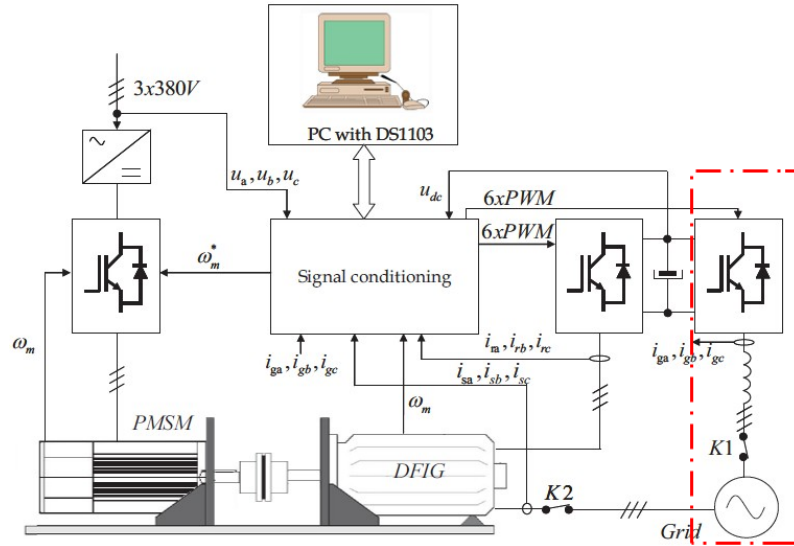 3x380V
PC with DS1103
u_a, u_b, u_c
u_dc
6xPWM
6xPWM
ω_m^*
Signal conditioning
ω_m
i_ga, i_gb, i_gc
i_ra, i_rb, i_rc
i_sa, i_sb, i_sc
i_ga, i_gb, i_gc
ω_m
PMSM
DFIG
K1
K2
Grid